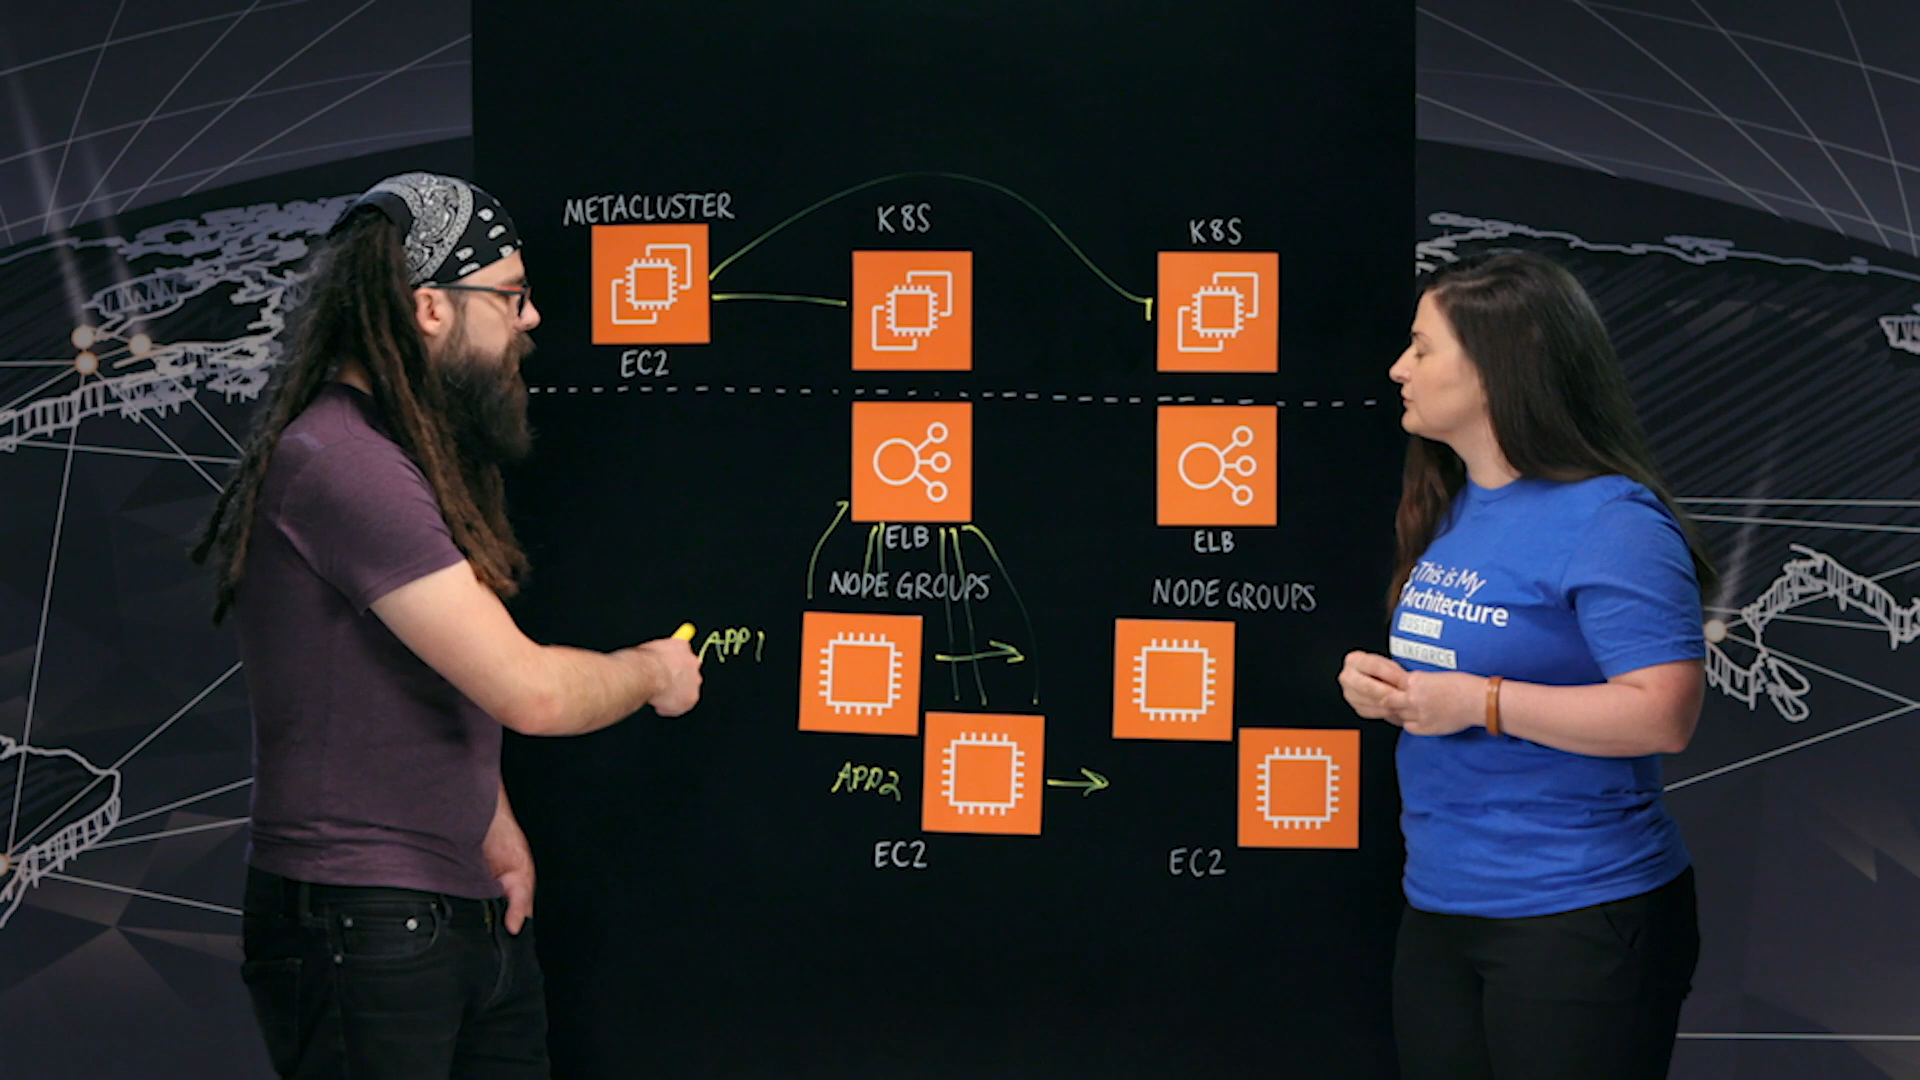 METACLUSTER
K8S
K8S
EC2
ELB
ELB
NODE GROUPS
NODE GROUPS
APP1
APP2
EC2
EC2
This is My
Architecture